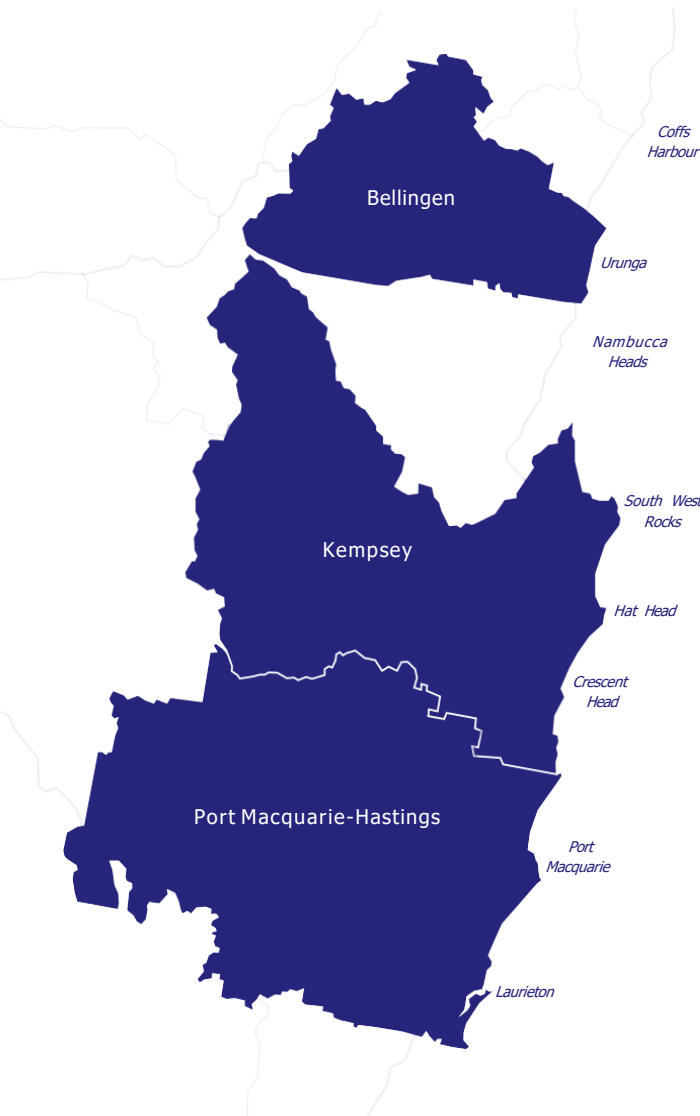 Coffs
Harbour
Bellingen
Urunga
Nambucca
Heads
South West
Rocks
Kempsey
Hat Head
Crescent
Head
Port Macquarie-Hastings
Port
Macquarie
Laurieton